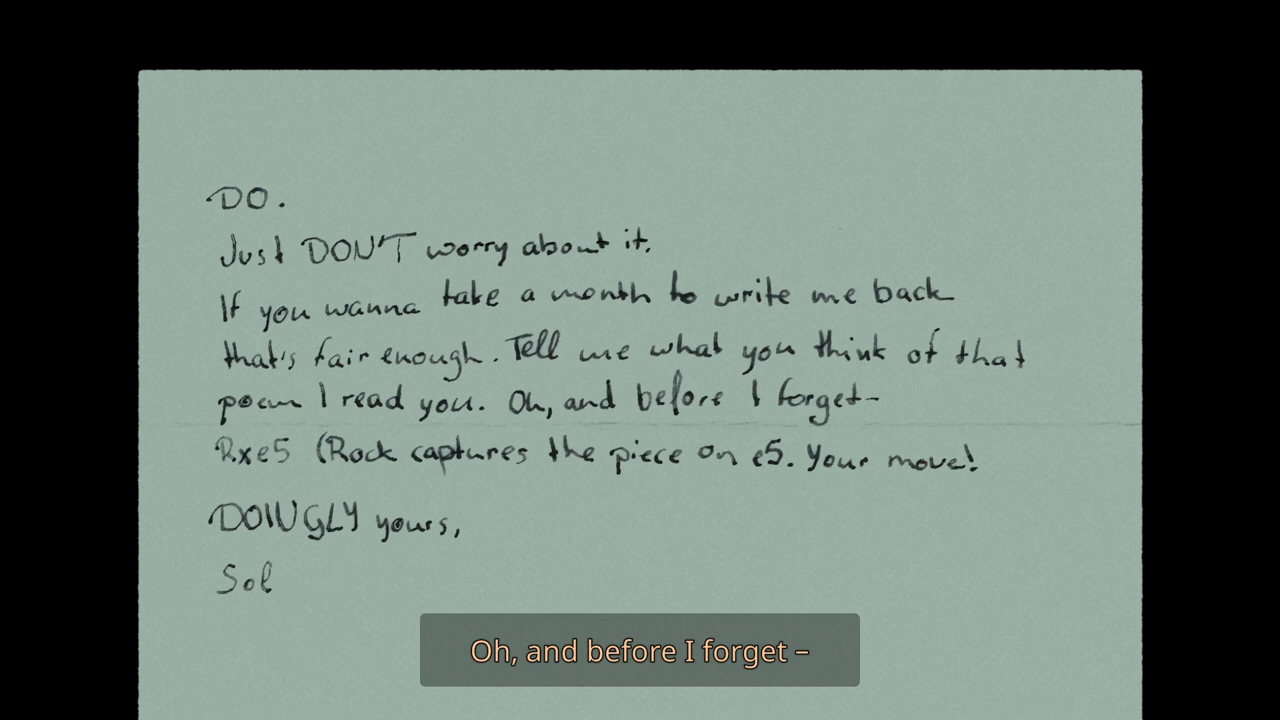 DO.
Just DON'T worry about it.
If you wanna take a month to write me back
that's fair enough. Tell me what you think of that
poem I read you. Oh, and before I forget-
Rxe5 (Rock captures the piece on e5. Your move!
DOINGLY yours,
Sol
Oh, and before I forget –